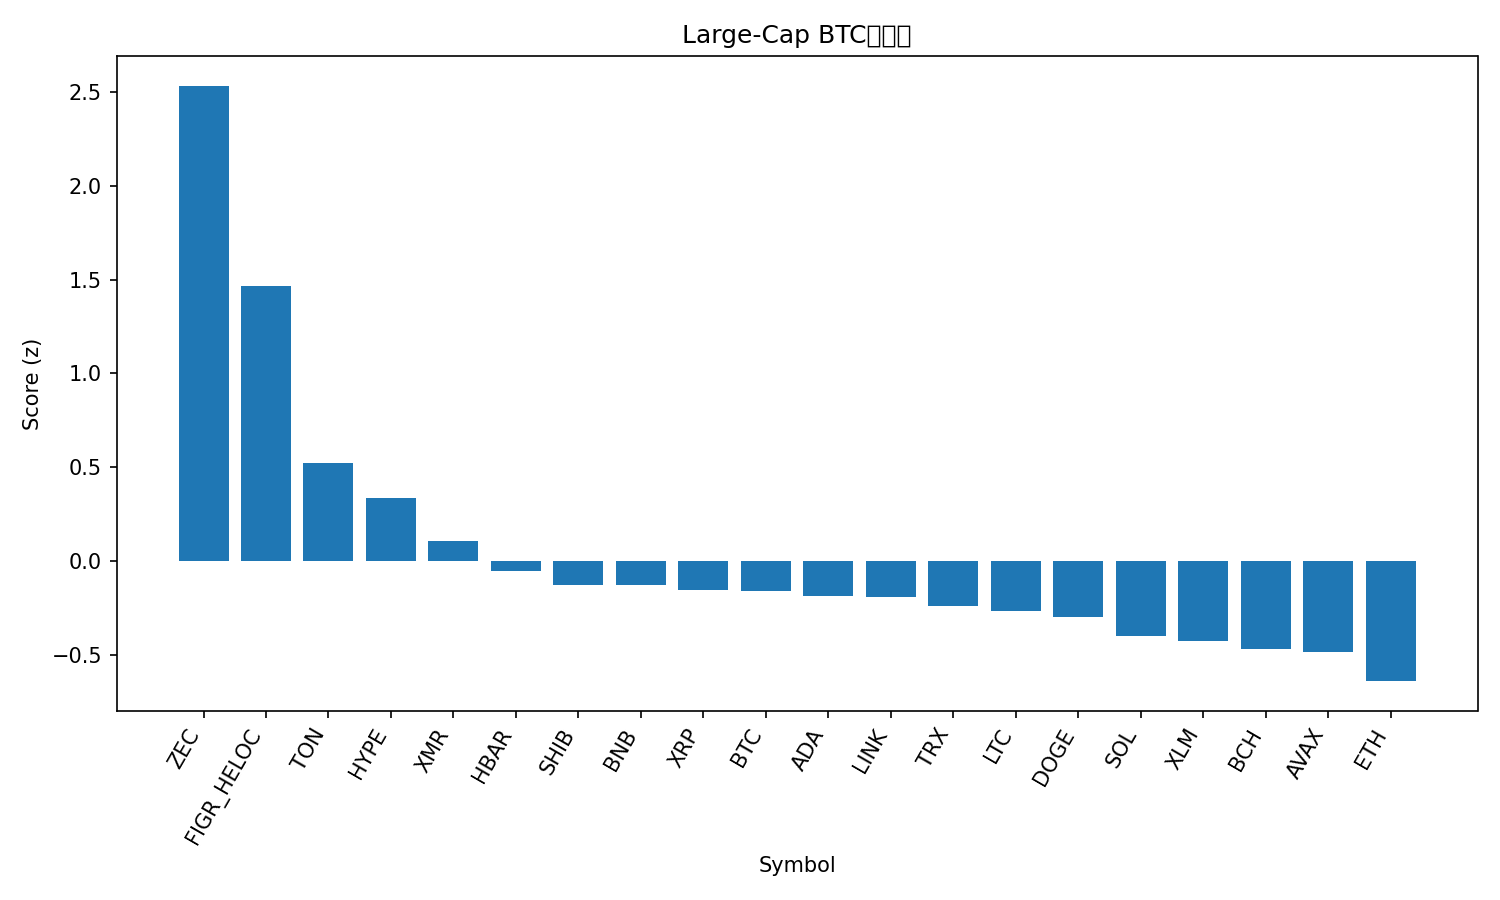 Large-Cap BTC
Score (z)
2.5
2.0
1.5
1.0
0.5
0.0
−0.5
ZEC
FIGR_HELOC
TON
HYPE
XMR
HBAR
SHIB
BNB
XRP
BTC
ADA
LINK
TRX
LTC
DOGE
SOL
XLM
BCH
AVAX
ETH
Symbol